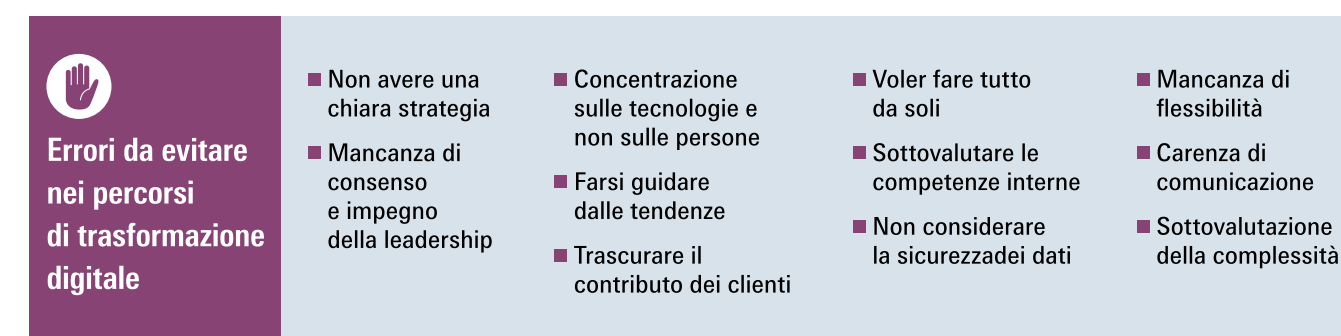 Errori da evitare
nei percorsi
di trasformazione
digitale
Non avere una
chiara strategia
Mancanza di
consenso
e impegno
della leadership
Concentrazione
sulle tecnologie e
non sulle persone
Farsi guidare
dalle tendenze
Trascurare il
contributo dei clienti
Voler fare tutto
da soli
Sottovalutare le
competenze interne
Non considerare
la sicurezzadei dati
Mancanza di
flessibilità
Carenza di
comunicazione
Sottovalutazione
della complessità